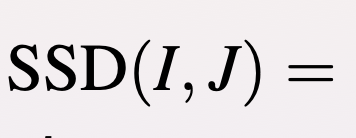 SSD(I, J) =